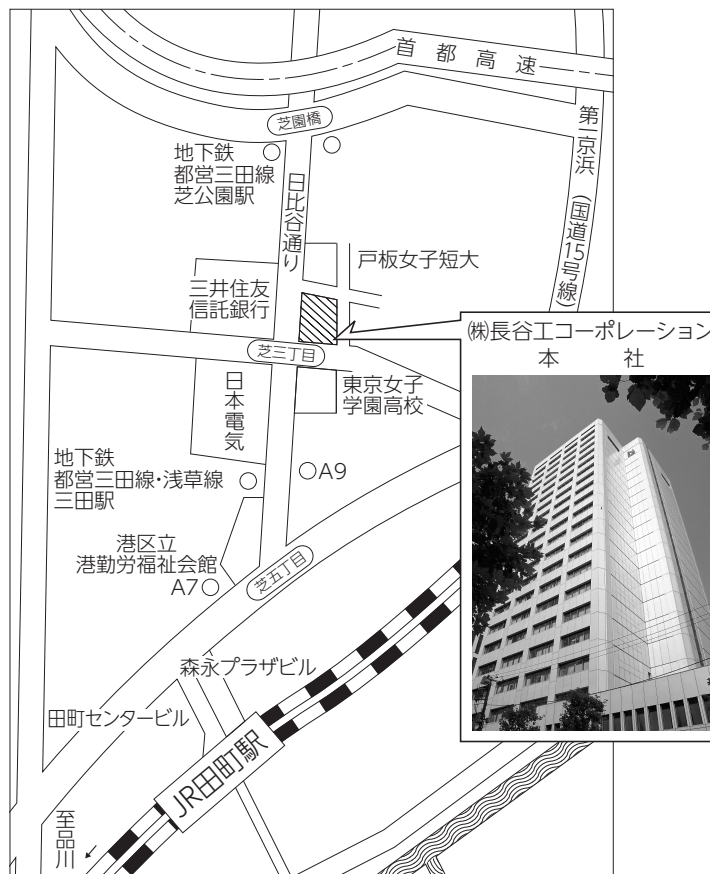 首都高速
芝園橋
第一京浜
(国道15号線)
地下鉄
都営三田線
芝公園駅
日比谷通り
戸板女子短大
三井住友
信託銀行
㈱長谷工コーポレーション
本社
芝三丁目
日本電気
東京女子
学園高校
地下鉄
都営三田線・浅草線
三田駅
A9
港区立
港勤労福祉会館
A7
芝五丁目
森永プラザビル
田町センタービル
JR田町駅
至品川